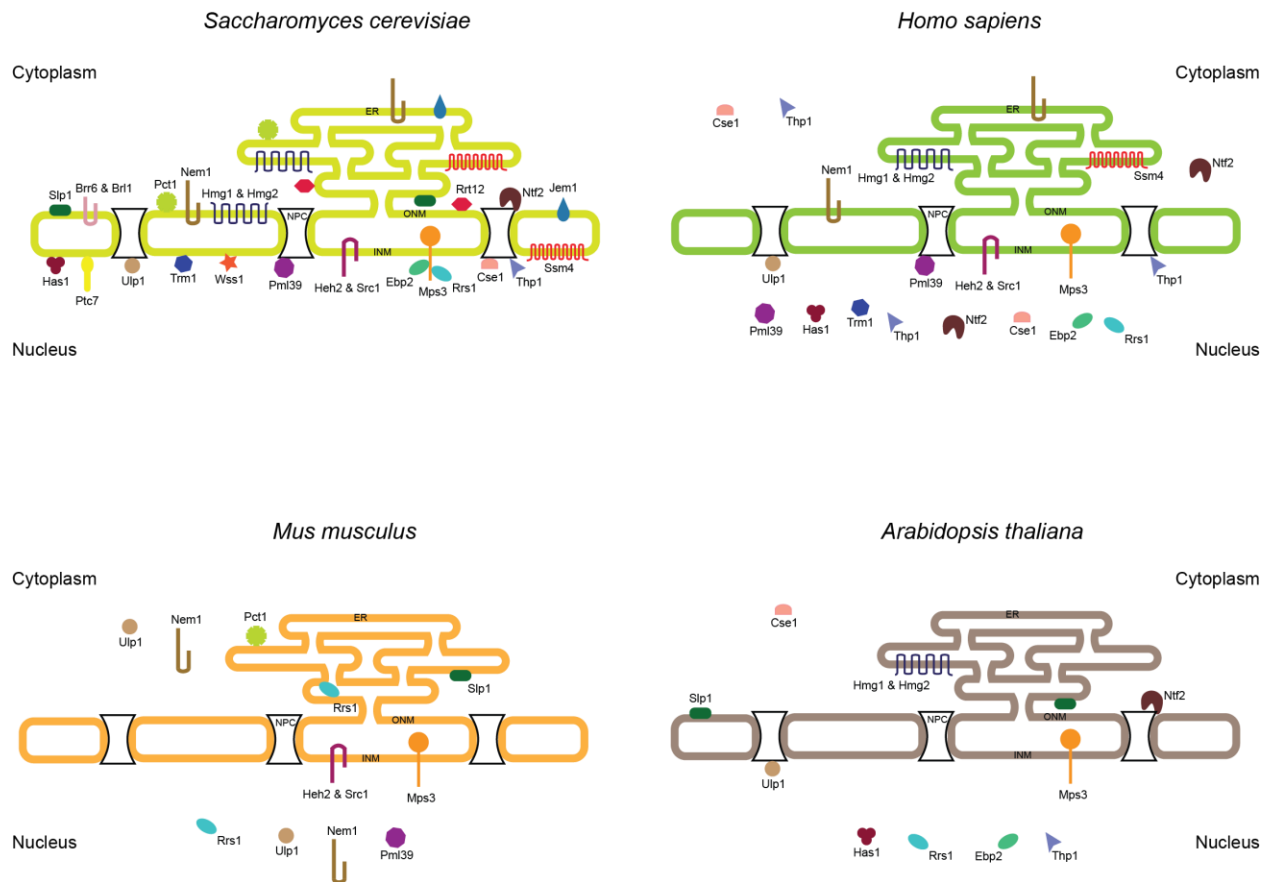 Saccharomyces cerevisiae
Cytoplasm
ER
Nem1
Pct1
Slp1
Brr6 & Brl1
Hmg1 & Hmg2
NPC
ONM
Rrt12
Ntf2
Jem1
INM
Has1
Ptc7
Ulp1
Trm1
Wss1
Pml39
Heh2 & Src1
Ebp2
Mps3
Rrs1
Cse1
Thp1
Ssm4
Nucleus
Homo sapiens
Cytoplasm
Cse1
Thp1
ER
Hmg1 & Hmg2
Ssm4
Ntf2
Nem1
NPC
ONM
INM
Ulp1
Pml39
Heh2 & Src1
Mps3
Thp1
Pml39
Has1
Trm1
Thp1
Ntf2
Cse1
Ebp2
Rrs1
Nucleus
Mus musculus
Cytoplasm
Ulp1
Nem1
Pct1
ER
Slp1
Rrs1
NPC
ONM
INM
Heh2 & Src1
Mps3
Nucleus
Rrs1
Ulp1
Nem1
Pml39
Arabidopsis thaliana
Cytoplasm
Cse1
ER
Hmg1 & Hmg2
Slp1
NPC
ONM
Ntf2
INM
Ulp1
Mps3
Has1
Rrs1
Ebp2
Thp1
Nucleus